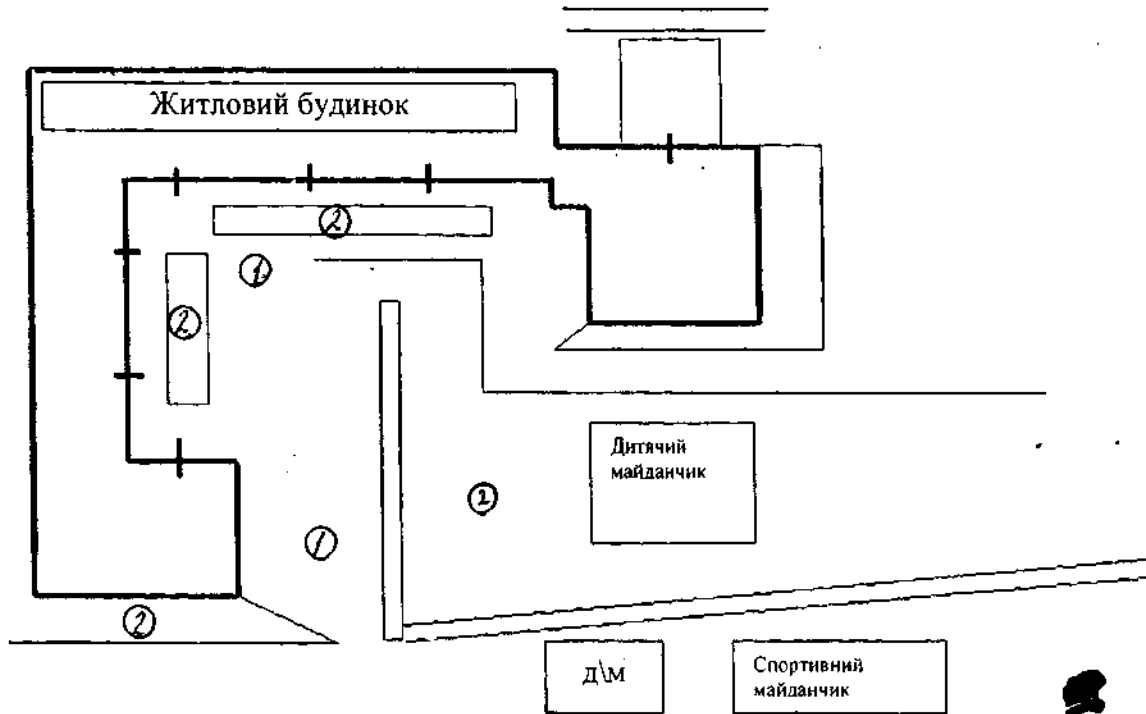 Житловий будинок
2
1
2
Дитячий
майданчик
2
1
2
д\м
Спортивний
майданчик